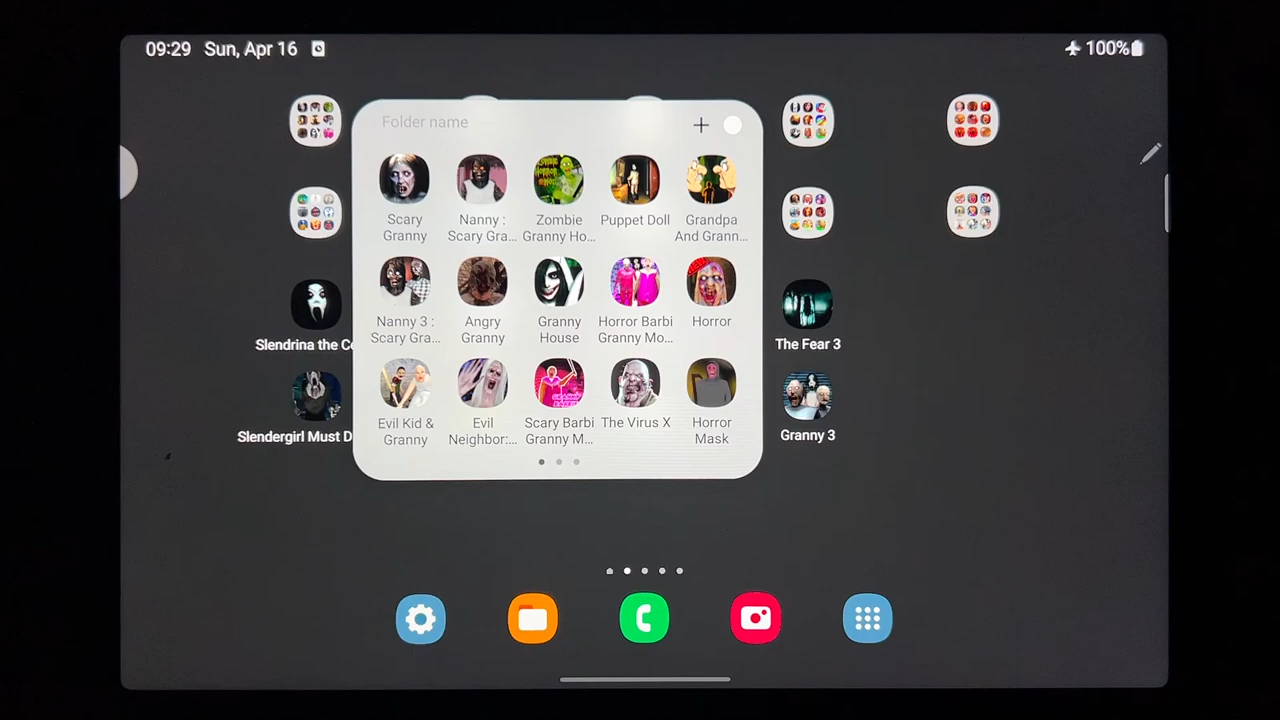 09:29 Sun, Apr 16
100%
Folder name
Scary
Granny
Nanny :
Scary Gra...
Zombie
Granny Ho...
Puppet Doll
Grandpa
And Grann...
Nanny 3 :
Scary Gra...
Angry
Granny
Granny
House
Horror Barbi
Granny Mo...
Horror
Evil Kid &
Granny
Evil
Neighbor:...
Scary Barbi
Granny M...
The Virus X
Horror
Mask
Slendrina the Ce
The Fear 3
Slendergirl Must D
Granny 3